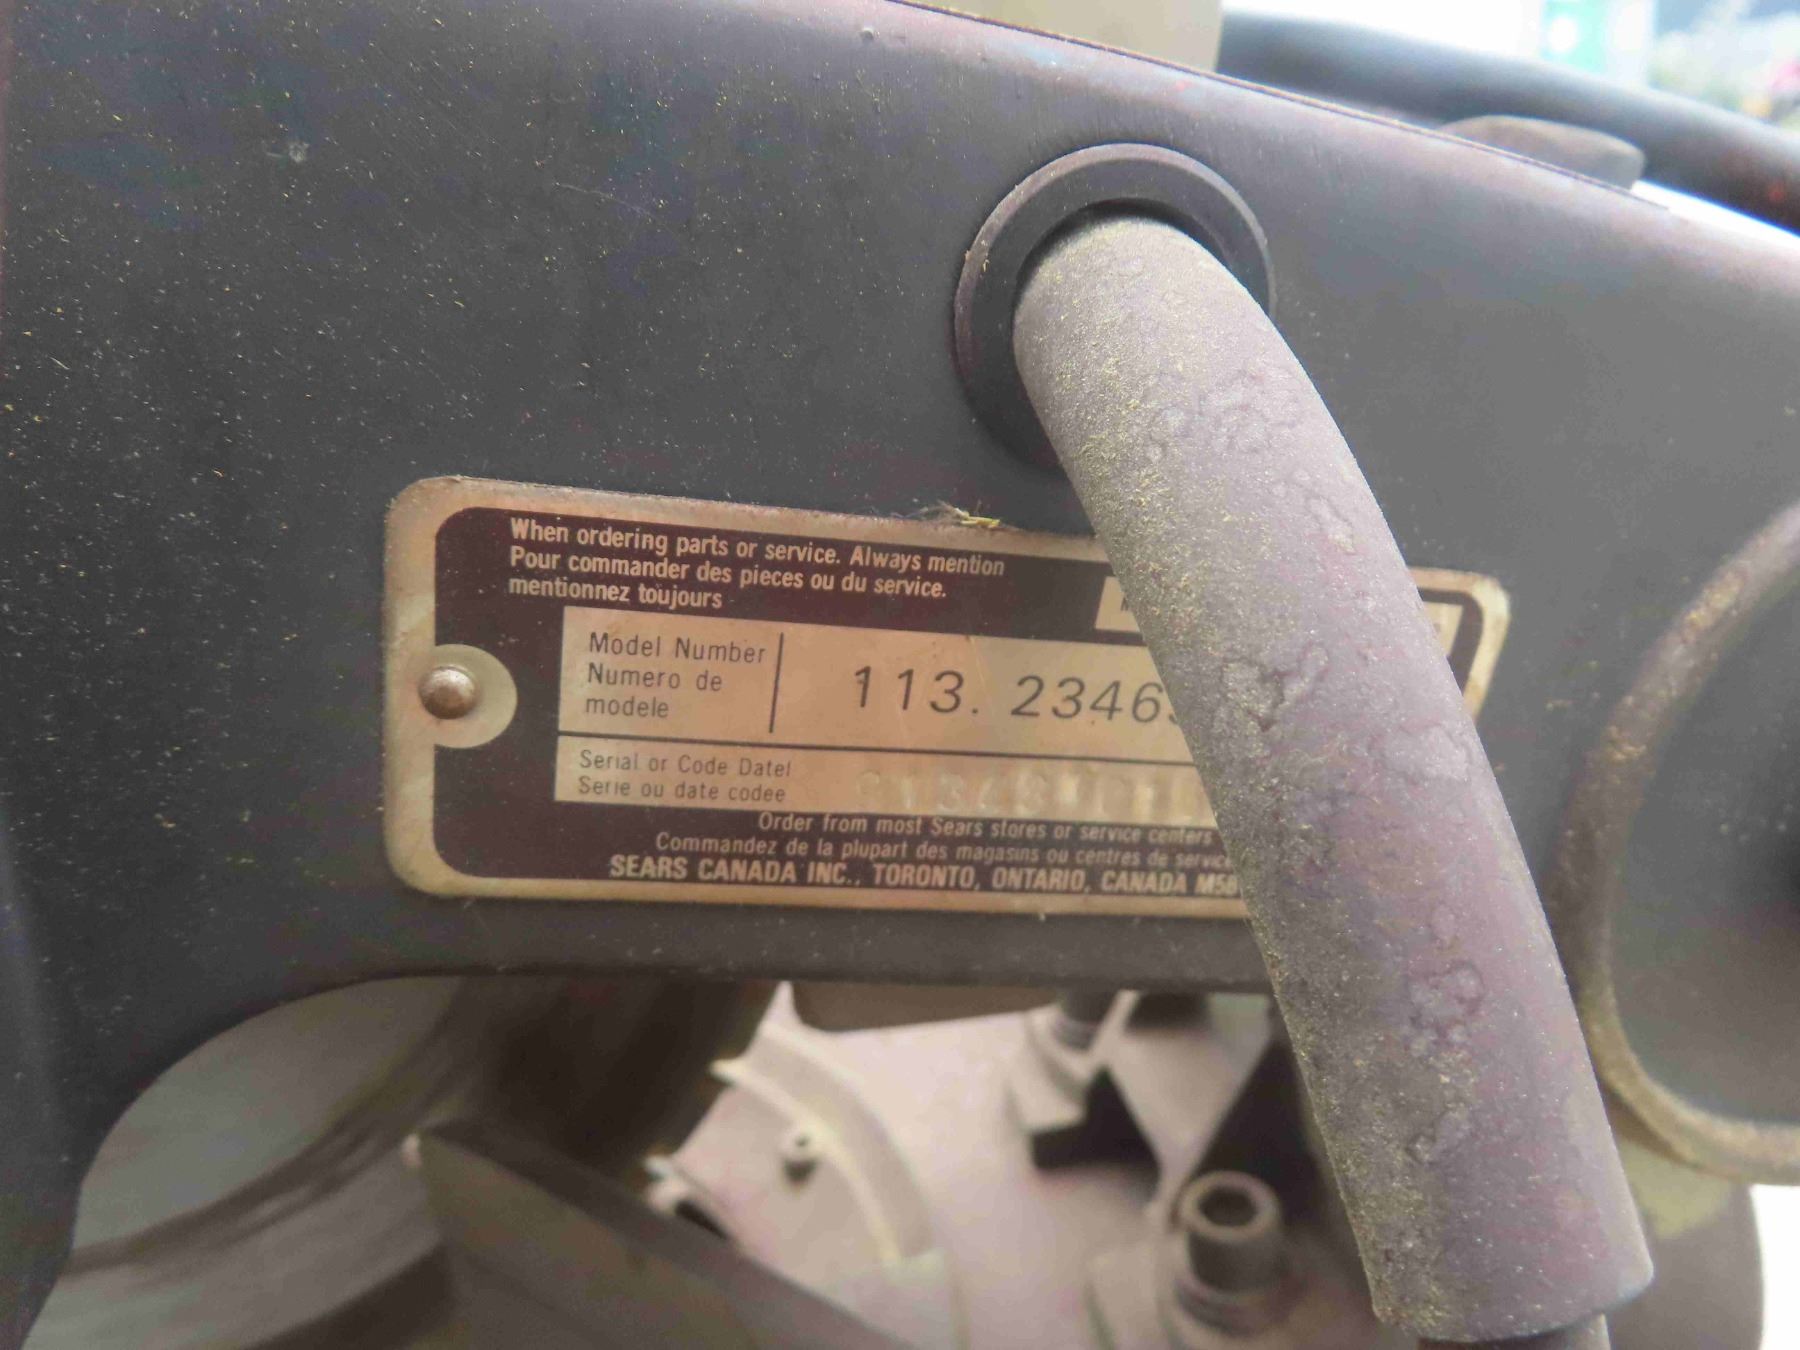 When ordering parts or service. Always mention
Pour commander des pieces ou du service.
mentionnez toujours
Model Number
Numero de
modele
113. 2346
Serial or Code Datel
Serie ou date codee
Order from most Sears stores or service centers
Commandez de la plupart des magasins ou centres de service
SEARS CANADA INC., TORONTO, ONTARIO, CANADA M5B